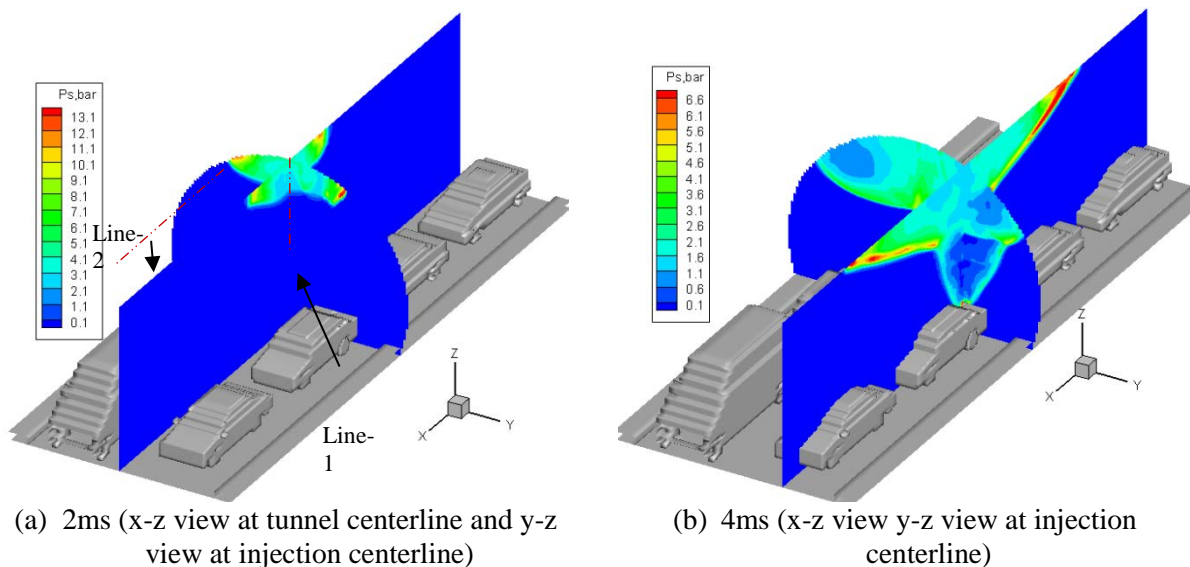 Ps,bar
13.1
12.1
11.1
10.1
9.1
8.1
7.1
6.1
5.1
4.1
3.1
2.1
1.1
0.1
Line-
2
Line-
1
Z
X
Y
(a) 2ms (x-z view at tunnel centerline and y-z
view at injection centerline)
Ps,bar
6.6
6.1
5.6
5.1
4.6
4.1
3.6
3.1
2.6
2.1
1.6
1.1
0.6
0.1
Z
X
Y
(b) 4ms (x-z view y-z view at injection
centerline)